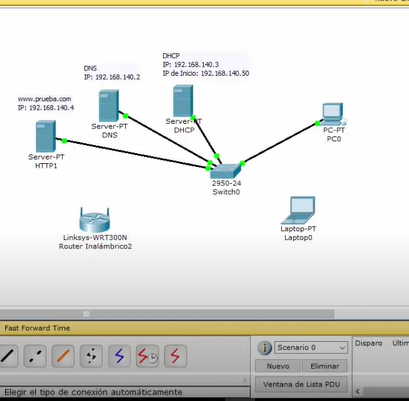 DHCP
IP: 192.168.140.3
IP de Inicio: 192.168.140.50
DNS
IP: 192.168.140.2
www.prueba.com
IP: 192.168.140.4
Server-PT
DHCP
Server-PT
DNS
Server-PT
HTTP1
PC-PT
PC0
2950-24
Switch0
Linksys-WRT300N
Router Inalámbrico2
Laptop-PT
Laptop0
Fast Forward Time
Scenario 0
Nuevo
Eliminar
Ventana de Lista PDU
Disparo
Elegir el tipo de conexión automáticamente